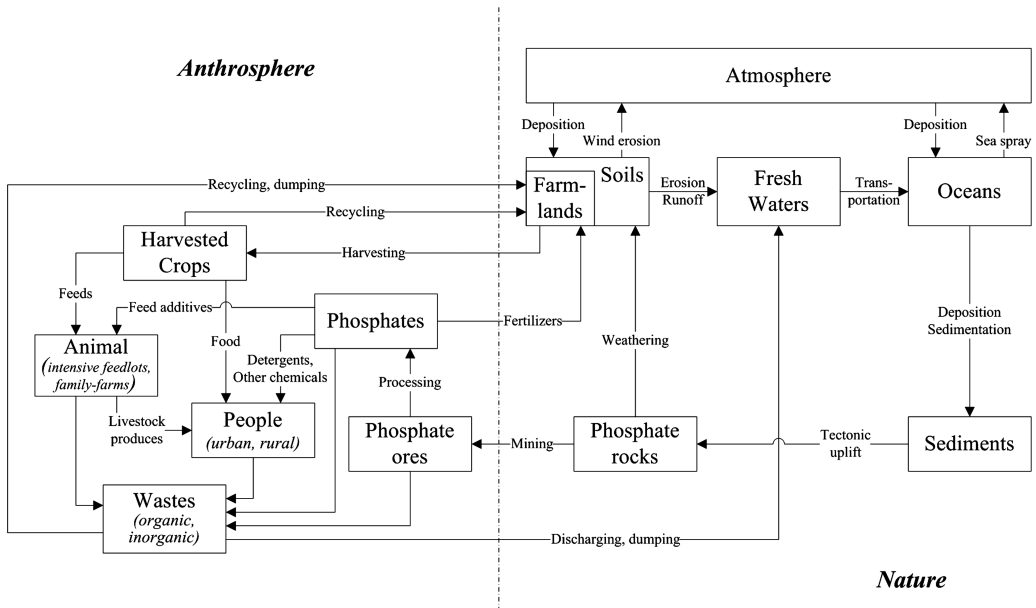 Anthrosphere
Atmosphere
Deposition
Wind erosion
Deposition
Sea spray
Recycling, dumping
Farm-
lands
Soils
Erosion
Runoff
Fresh
Waters
Trans-
portation
Oceans
Recycling
Harvested
Crops
Harvesting
Feeds
Feed additives
Phosphates
Fertilizers
Deposition
Sedimentation
Animal
(intensive feedlots,
family-farms)
Food
Detergents,
Other chemicals
Weathering
Processing
Livestock
produces
People
(urban, rural)
Phosphate
ores
Mining
Phosphate
rocks
Tectonic
uplift
Sediments
Wastes
(organic,
inorganic)
Discharging, dumping
Nature